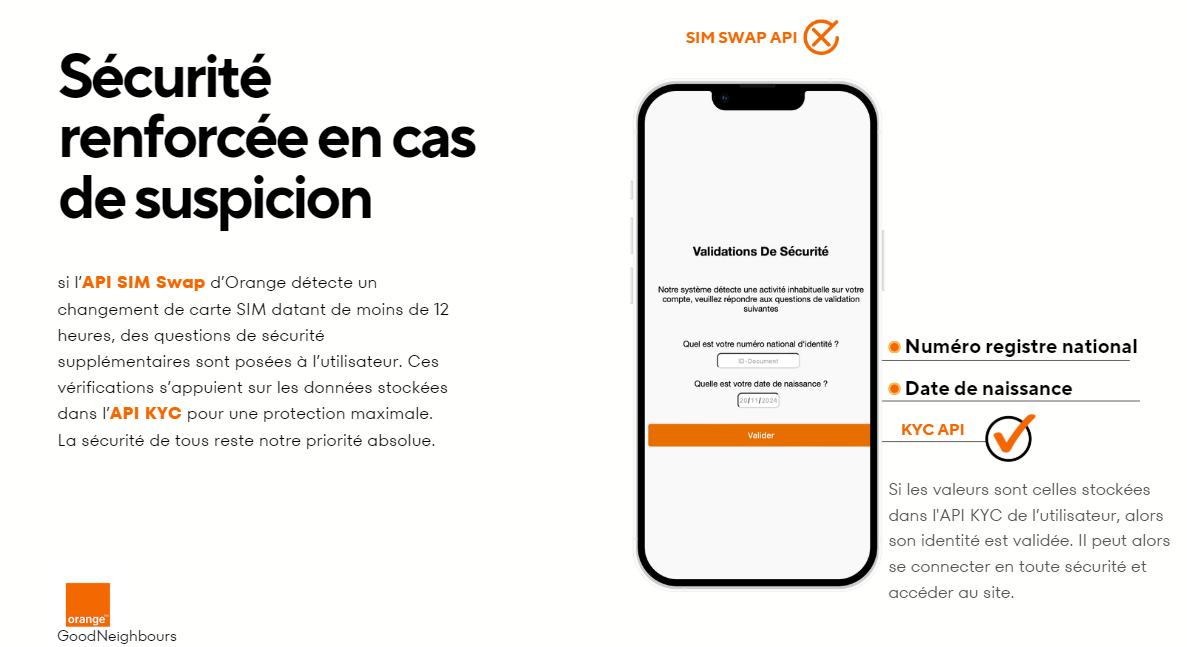 SIM SWAP API
Sécurité
renforcée en cas
de suspicion
si l'API SIM Swap d'Orange détecte un
changement de carte SIM datant de moins de 12
heures, des questions de sécurité
supplémentaires sont posées à l'utilisateur. Ces
vérifications s'appuient sur les données stockées
dans l'API KYC pour une protection maximale.
La sécurité de tous reste notre priorité absolue.
Validations De Sécurité
Notre système détecte une activité inhabituelle sur votre
compte, veuillez répondre aux questions de validation
suivantes
Quel est votre numéro national d'identité ?
ID-Document
Quelle est votre date de naissance ?
20/11/2024
Valider
Numéro registre national
Date de naissance
KYC API
Si les valeurs sont celles stockées
dans l'API KYC de l'utilisateur, alors
son identité est validée. Il peut alors
se connecter en toute sécurité et
accéder au site.
orange™
GoodNeighbours